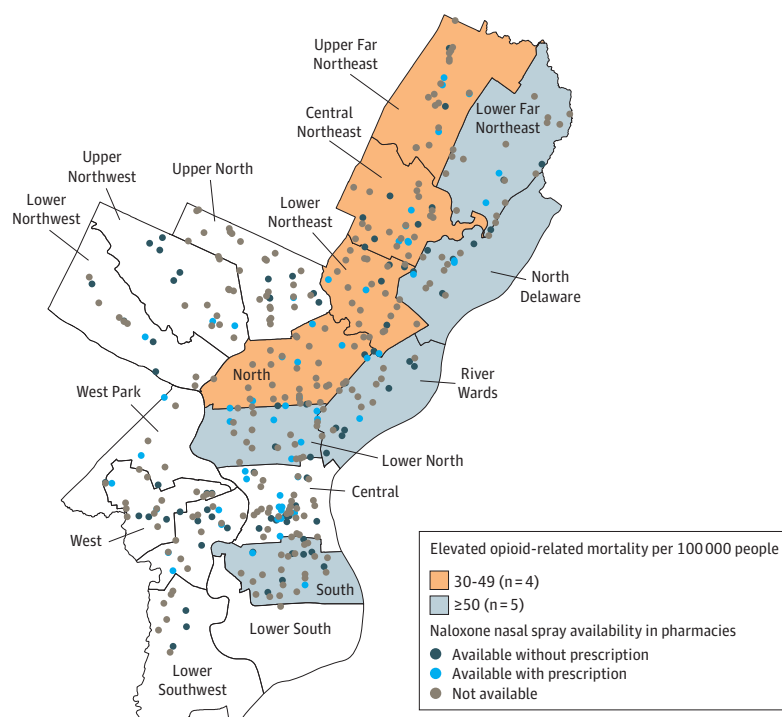 Upper Far
Northeast
Central
Northeast
Lower Far
Northeast
Upper
Northwest
Upper North
Lower
Northwest
Lower
Northeast
North
Delaware
North
River
Wards
West Park
Lower North
Central
West
South
Lower South
Lower
Southwest
Elevated opioid-related mortality per 100 000 people
30-49 (n = 4)
≥50 (n = 5)
Naloxone nasal spray availability in pharmacies
Available without prescription
Available with prescription
Not available